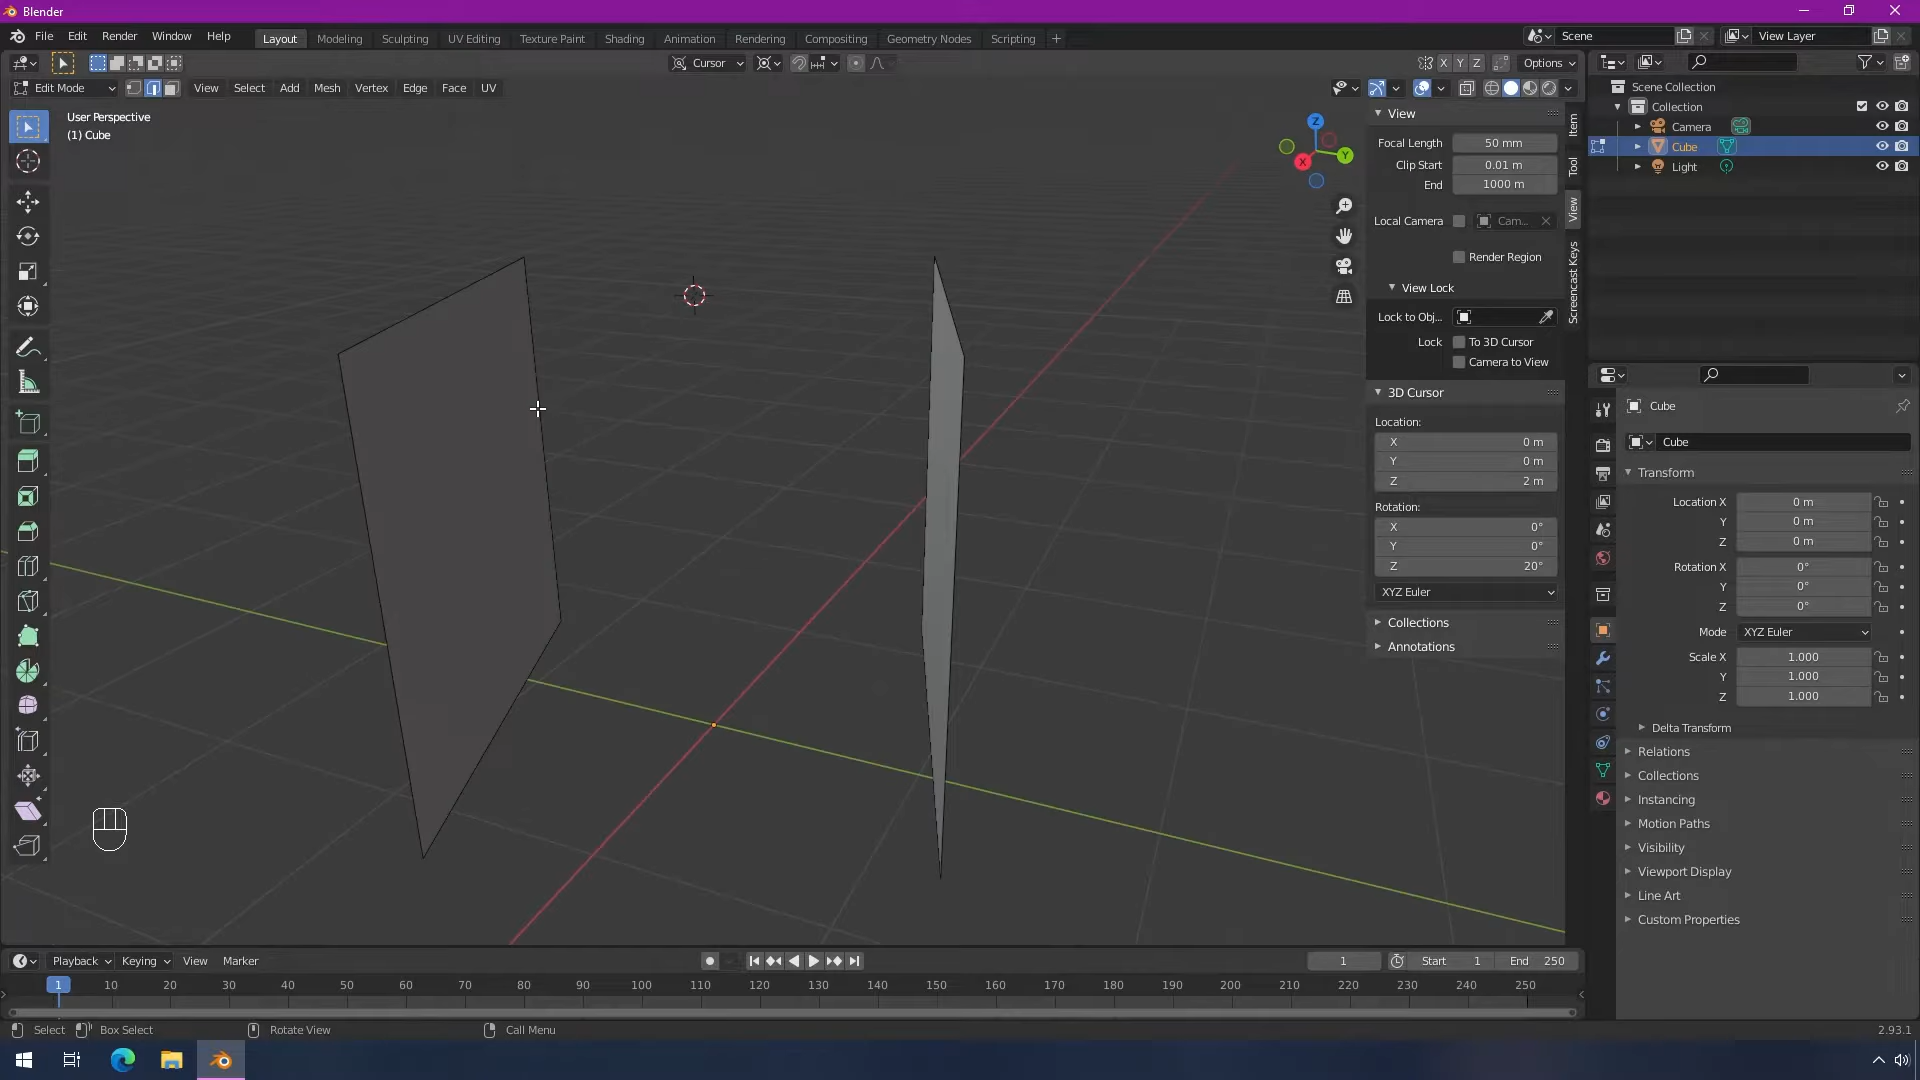 Blender
File Edit Render Window Help Layout Modeling Sculpting UV Editing Texture Paint Shading Animation Rendering Compositing Geometry Nodes Scripting + Scene View Layer
Cursor X Y Z Options
Edit Mode View Select Add Mesh Vertex Edge Face UV
User Perspective
(1) Cube
Z
Y
X
View
Focal Length 50 mm
Clip Start 0.01 m
End 1000 m
Local Camera Cam...
Render Region
View Lock
Lock to Obj...
Lock To 3D Cursor
Camera to View
3D Cursor
Location:
X 0 m
Y 0 m
Z 2 m
Rotation:
X 0°
Y 0°
Z 20°
XYZ Euler
Collections
Annotations
Item
Tool
View
Screencast Keys
Scene Collection
Collection
Camera
Cube
Light
Cube
Cube
Transform
Location X 0 m
Y 0 m
Z 0 m
Rotation X 0°
Y 0°
Z 0°
Mode XYZ Euler
Scale X 1.000
Y 1.000
Z 1.000
Delta Transform
Relations
Collections
Instancing
Motion Paths
Visibility
Viewport Display
Line Art
Custom Properties
Playback Keying View Marker 1 Start 1 End 250
1 10 20 30 40 50 60 70 80 90 100 110 120 130 140 150 160 170 180 190 200 210 220 230 240 250
Select Box Select Rotate View Call Menu 2.93.1